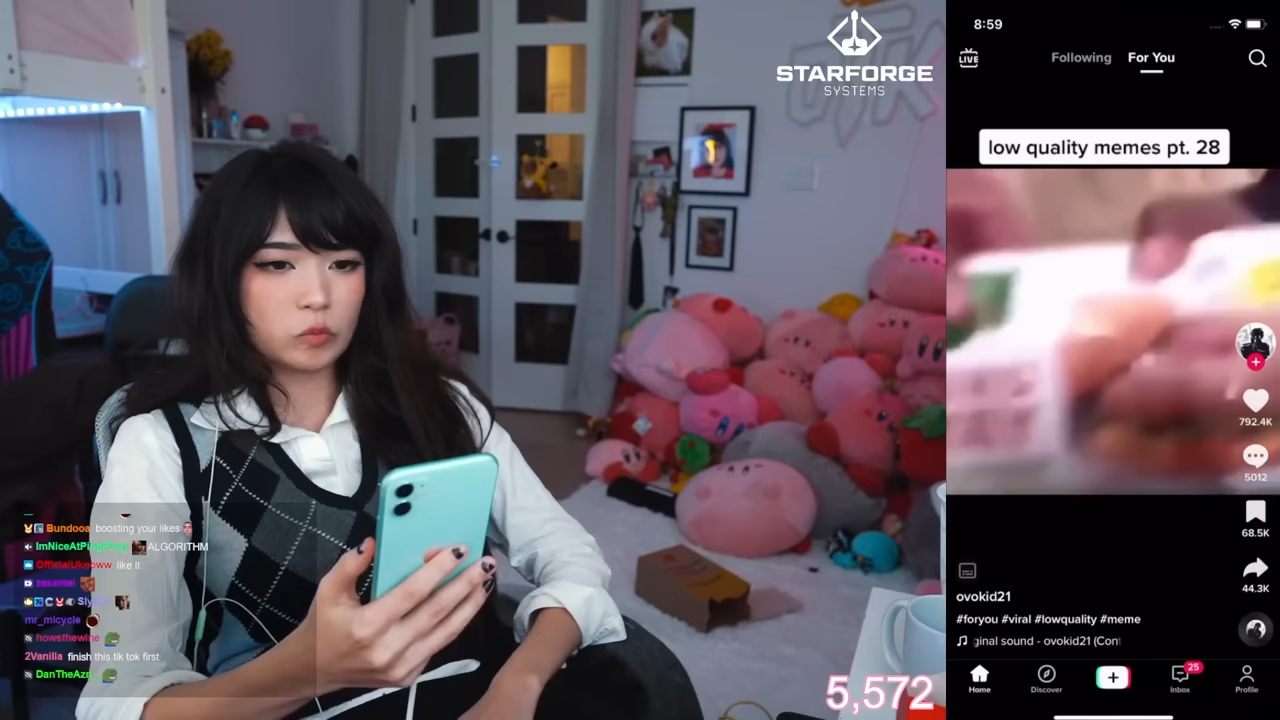 STARFORGE
SYSTEMS
Bundooa boosting your likes
ALGORITHM
like it
mr_micycle
howsthewine
2Vanilla finish this tik tok first
DanTheAzn
5,572
8:59
LIVE
Following
For You
low quality memes pt. 28
792.4K
5012
68.5K
44.3K
ovokid21
#foryou #viral #lowquality #meme
ginal sound - ovokid21 (Con
Home
Discover
25
Inbox
Profile